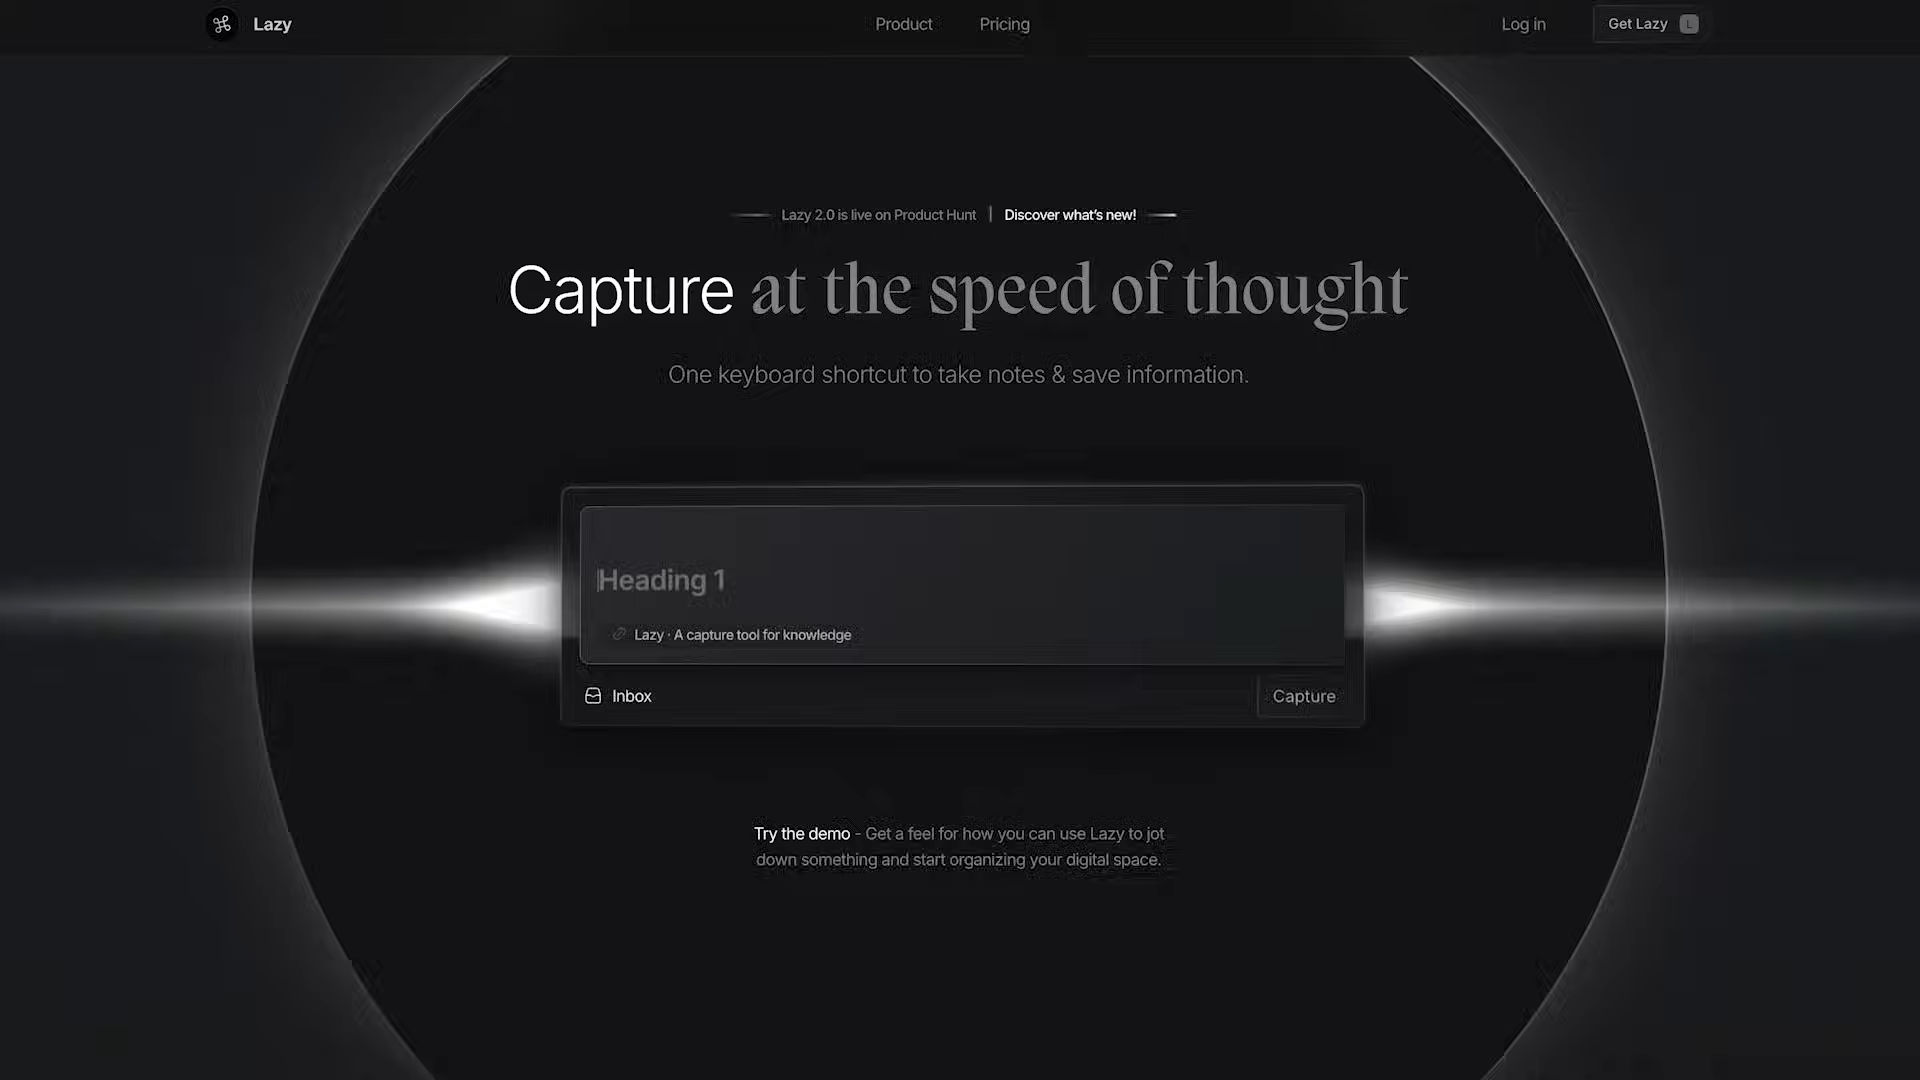 Lazy
Product
Pricing
Log in
Get Lazy L
Lazy 2.0 is live on Product Hunt | Discover what's new!
Capture at the speed of thought
One keyboard shortcut to take notes & save information.
Heading 1
Lazy · A capture tool for knowledge
Inbox
Capture
Try the demo - Get a feel for how you can use Lazy to jot
down something and start organizing your digital space.